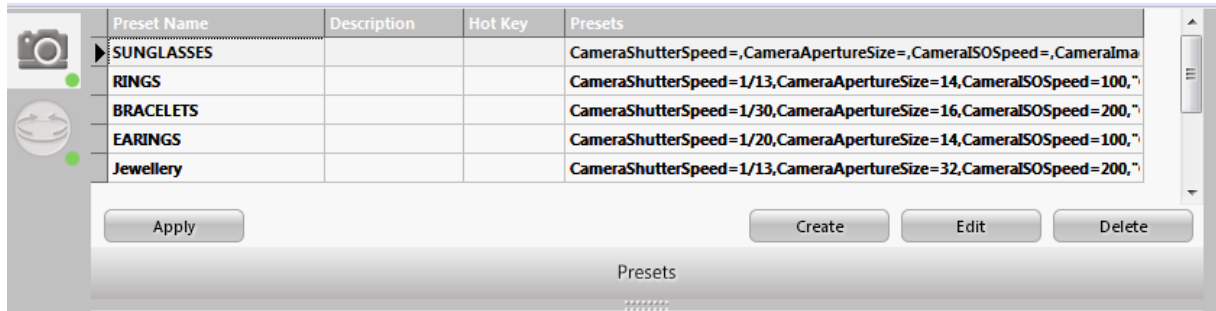 Preset Name Description Hot Key Presets
SUNGLASSES CameraShutterSpeed=,CameraApertureSize=,CameraISOSpeed=,CameraIma
RINGS CameraShutterSpeed=1/13,CameraApertureSize=14,CameraISOSpeed=100,"
BRACELETS CameraShutterSpeed=1/30,CameraApertureSize=16,CameraISOSpeed=200,"
EARINGS CameraShutterSpeed=1/20,CameraApertureSize=14,CameraISOSpeed=100,"
Jewellery CameraShutterSpeed=1/13,CameraApertureSize=32,CameraISOSpeed=200,"
Apply Create Edit Delete
Presets